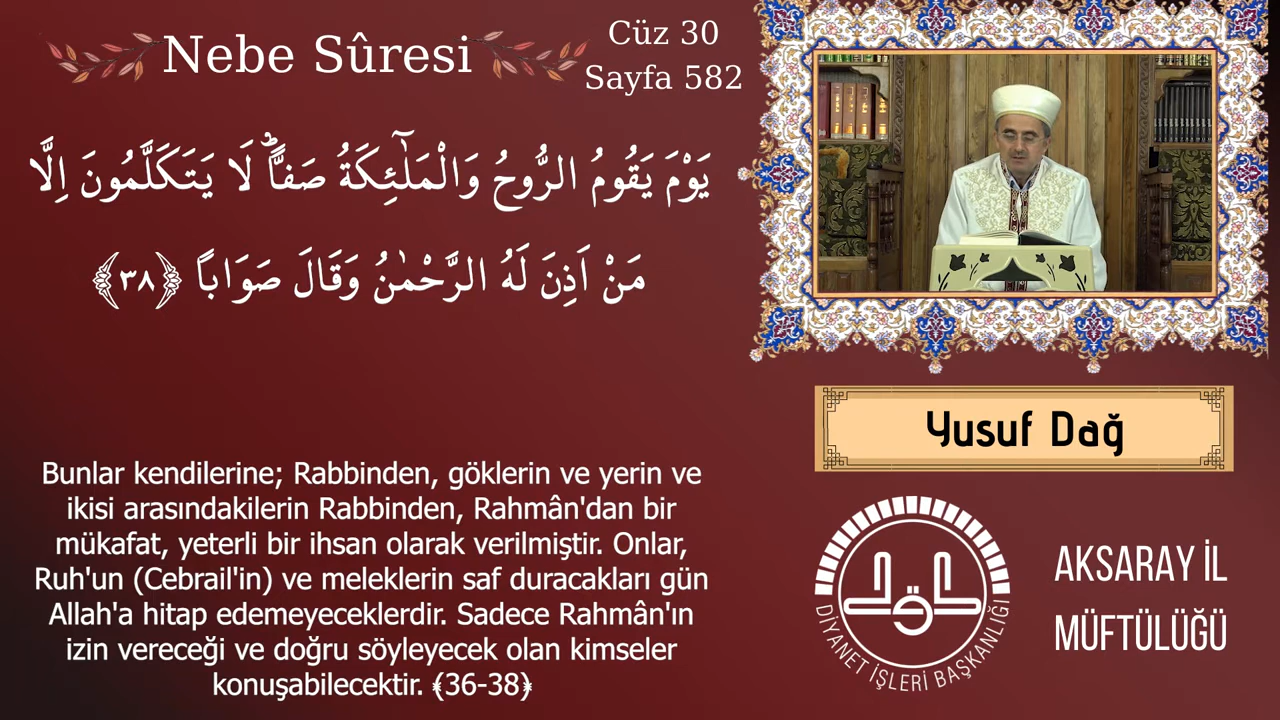 Nebe Sûresi
Cüz 30
Sayfa 582
يَوْمَ يَقُومُ الرُّوحُ وَالْمَلٰٓئِكَةُ صَفاًّۜ لَا يَتَكَلَّمُونَ اِلَّا
مَنْ اَذِنَ لَهُ الرَّحْمٰنُ وَقَالَ صَوَاباً ﴿٣٨﴾
Bunlar kendilerine; Rabbinden, göklerin ve yerin ve
ikisi arasındakilerin Rabbinden, Rahmân'dan bir
mükafat, yeterli bir ihsan olarak verilmiştir. Onlar,
Ruh'un (Cebrail'in) ve meleklerin saf duracakları gün
Allah'a hitap edemeyeceklerdir. Sadece Rahmân'ın
izin vereceği ve doğru söyleyecek olan kimseler
konuşabilecektir. ﴾36-38﴿
Yusuf Dağ
DİYANET İŞLERİ BAŞKANLIĞI
AKSARAY İL
MÜFTÜLÜĞÜ